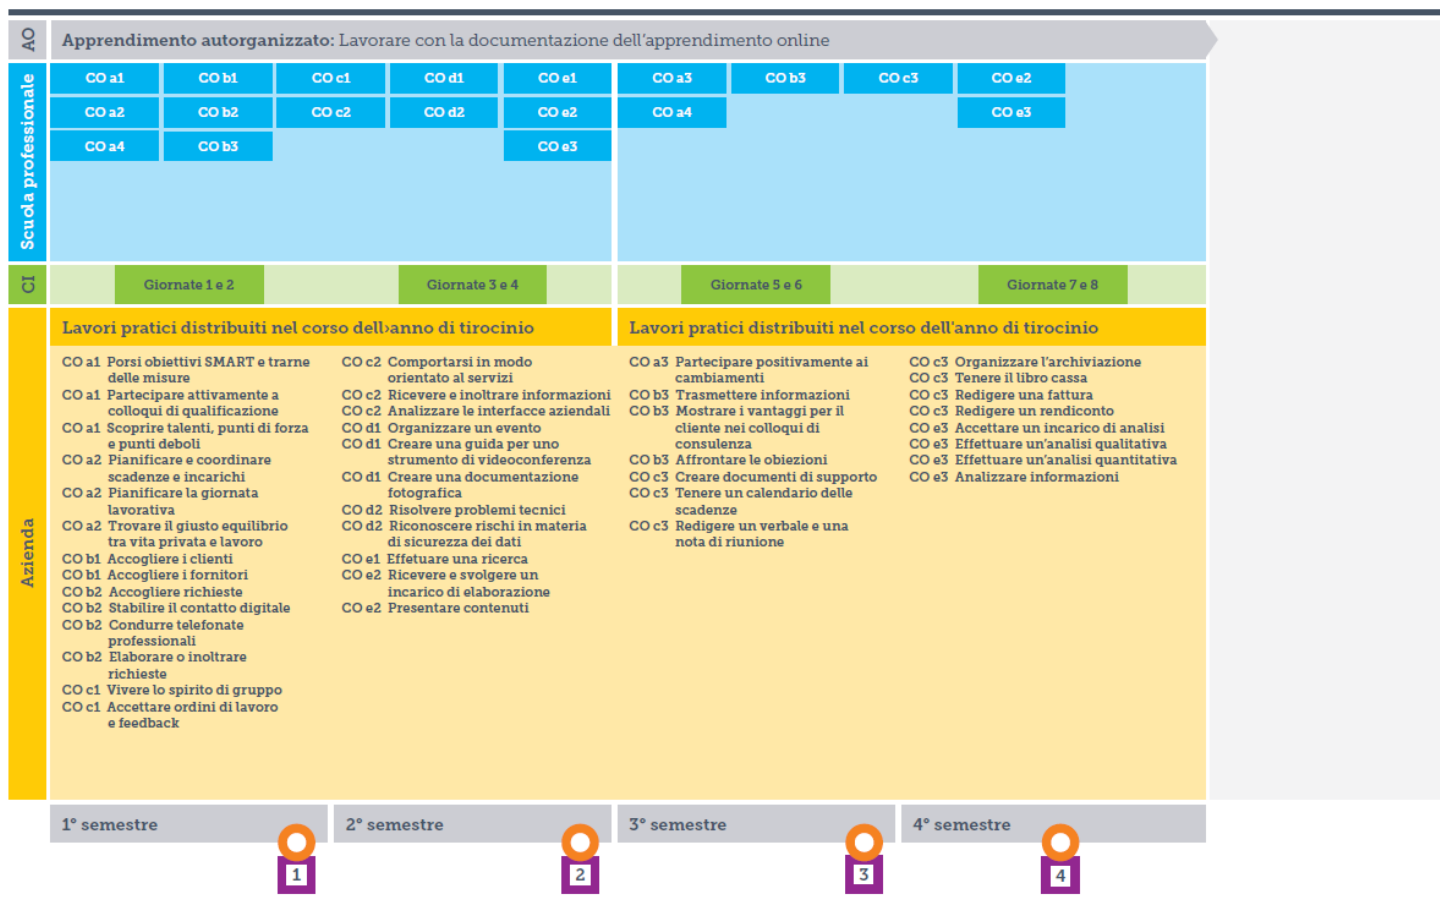 AO
Apprendimento autorganizzato: Lavorare con la documentazione dell'apprendimento online
Scuola professionale
CO a1 CO b1 CO c1 CO d1 CO e1 CO a3 CO b3 CO c3 CO e2
CO a2 CO b2 CO c2 CO d2 CO e2 CO a4 CO e3
CO a4 CO b3 CO e3
CI
Giornate 1 e 2 Giornate 3 e 4 Giornate 5 e 6 Giornate 7 e 8
Azienda
Lavori pratici distribuiti nel corso dell›anno di tirocinio
CO a1 Porsi obiettivi SMART e trarne
delle misure
CO a1 Partecipare attivamente a
colloqui di qualificazione
CO a1 Scoprire talenti, punti di forza
e punti deboli
CO a2 Pianificare e coordinare
scadenze e incarichi
CO a2 Pianificare la giornata
lavorativa
CO a2 Trovare il giusto equilibrio
tra vita privata e lavoro
CO b1 Accogliere i clienti
CO b1 Accogliere i fornitori
CO b2 Accogliere richieste
CO b2 Stabilire il contatto digitale
CO b2 Condurre telefonate
professionali
CO b2 Elaborare o inoltrare
richieste
CO c1 Vivere lo spirito di gruppo
CO c1 Accettare ordini di lavoro
e feedback
CO c2 Comportarsi in modo
orientato al servizi
CO c2 Ricevere e inoltrare informazioni
CO c2 Analizzare le interfacce aziendali
CO d1 Organizzare un evento
CO d1 Creare una guida per uno
strumento di videoconferenza
CO d1 Creare una documentazione
fotografica
CO d2 Risolvere problemi tecnici
CO d2 Riconoscere rischi in materia
di sicurezza dei dati
CO e1 Effetuare una ricerca
CO e2 Ricevere e svolgere un
incarico di elaborazione
CO e2 Presentare contenuti
Lavori pratici distribuiti nel corso dell'anno di tirocinio
CO a3 Partecipare positivamente ai
cambiamenti
CO b3 Trasmettere informazioni
CO b3 Mostrare i vantaggi per il
cliente nei colloqui di
consulenza
CO b3 Affrontare le obiezioni
CO c3 Creare documenti di supporto
CO c3 Tenere un calendario delle
scadenze
CO c3 Redigere un verbale e una
nota di riunione
CO c3 Organizzare l'archiviazione
CO c3 Tenere il libro cassa
CO c3 Redigere una fattura
CO c3 Redigere un rendiconto
CO e3 Accettare un incarico di analisi
CO e3 Effettuare un'analisi qualitativa
CO e3 Effettuare un'analisi quantitativa
CO e3 Analizzare informazioni
1° semestre 2° semestre 3° semestre 4° semestre
1 2 3 4